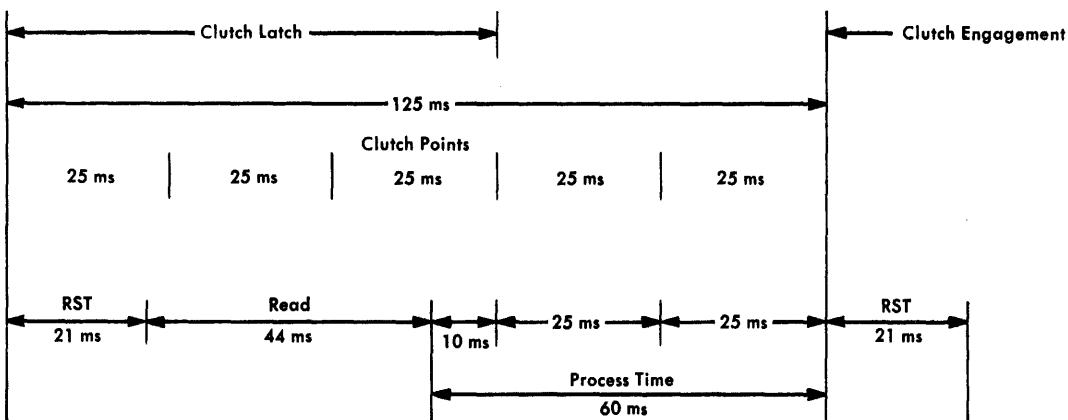 Clutch Latch
Clutch Engagement
125 ms
Clutch Points
25 ms 25 ms 25 ms 25 ms 25 ms
RST Read RST
21 ms 44 ms 10 ms 25 ms 25 ms 21 ms
Process Time
60 ms